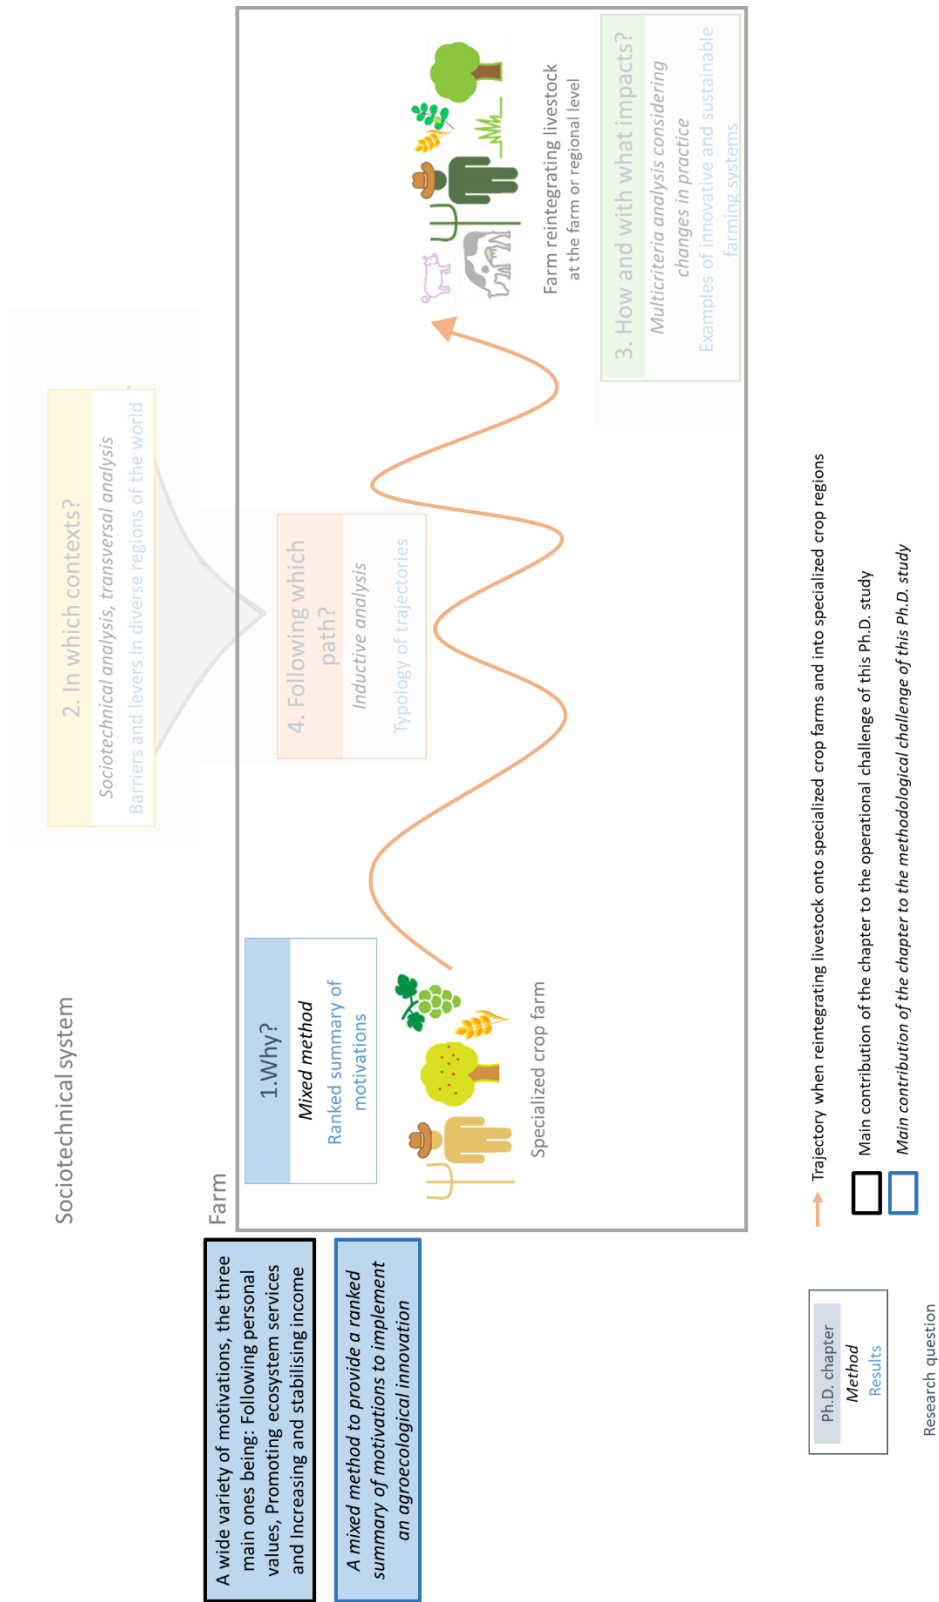 Sociotechnical system
2. In which contexts?
Sociotechnical analysis, transversal analysis
Barriers and levers in diverse regions of the world
Farm
A wide variety of motivations, the three
main ones being: Following personal
values, Promoting ecosystem services
and Increasing and stabilising income
A mixed method to provide a ranked
summary of motivations to implement
an agroecological innovation
1.Why?
Mixed method
Ranked summary of
motivations
Specialized crop farm
4. Following which
path?
Inductive analysis
Typology of trajectories
Farm reintegrating livestock
at the farm or regional level
3. How and with what impacts?
Multicriteria analysis considering
changes in practice
Examples of innovative and sustainable
farming systems
Ph.D. chapter
Method
Results
Research question
Trajectory when reintegrating livestock onto specialized crop farms and into specialized crop regions
Main contribution of the chapter to the operational challenge of this Ph.D. study
Main contribution of the chapter to the methodological challenge of this Ph.D. study